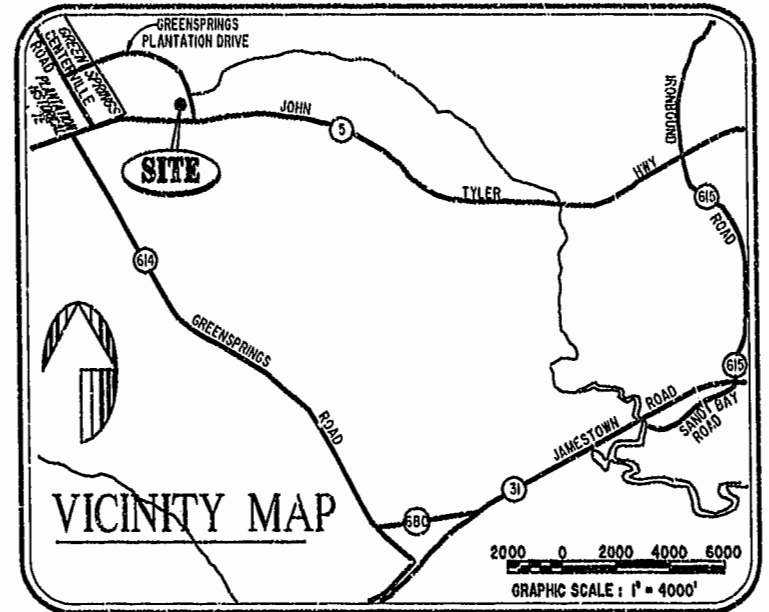 GREENSPRINGS
PLANTATION DRIVE
GREEN SPRINGS
CENTERVILLE
ROAD
PLANTATION
JOHN
5
TYLER
HWY
IRONBOUND
615
ROAD
SITE
614
GREENSPRINGS
ROAD
615
JAMESTOWN
ROAD
SANDY BAY
ROAD
31
680
VICINITY MAP
2000 0 2000 4000 6000
GRAPHIC SCALE : 1" = 4000'